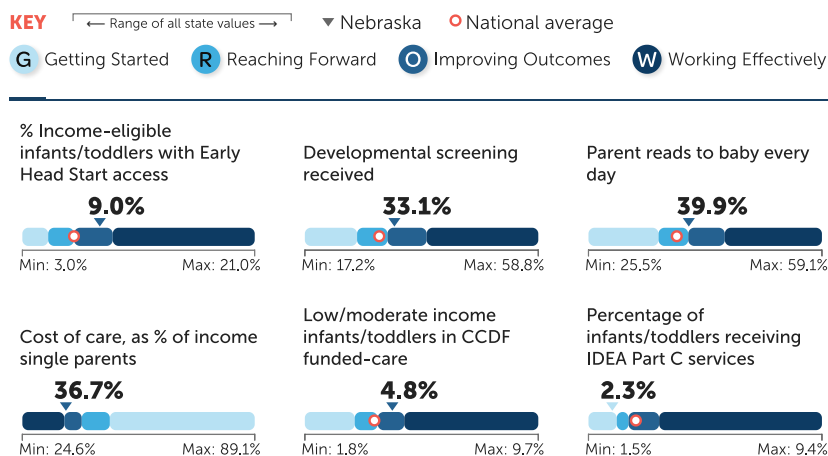 KEY
Range of all state values
Nebraska
National average
G Getting Started
R Reaching Forward
O Improving Outcomes
W Working Effectively
% Income-eligible
infants/toddlers with Early
Head Start access
9.0%
Min: 3.0%
Max: 21.0%
Developmental screening
received
33.1%
Min: 17.2%
Max: 58.8%
Parent reads to baby every
day
39.9%
Min: 25.5%
Max: 59.1%
Cost of care, as % of income
single parents
36.7%
Min: 24.6%
Max: 89.1%
Low/moderate income
infants/toddlers in CCDF
funded-care
4.8%
Min: 1.8%
Max: 9.7%
Percentage of
infants/toddlers receiving
IDEA Part C services
2.3%
Min: 1.5%
Max: 9.4%